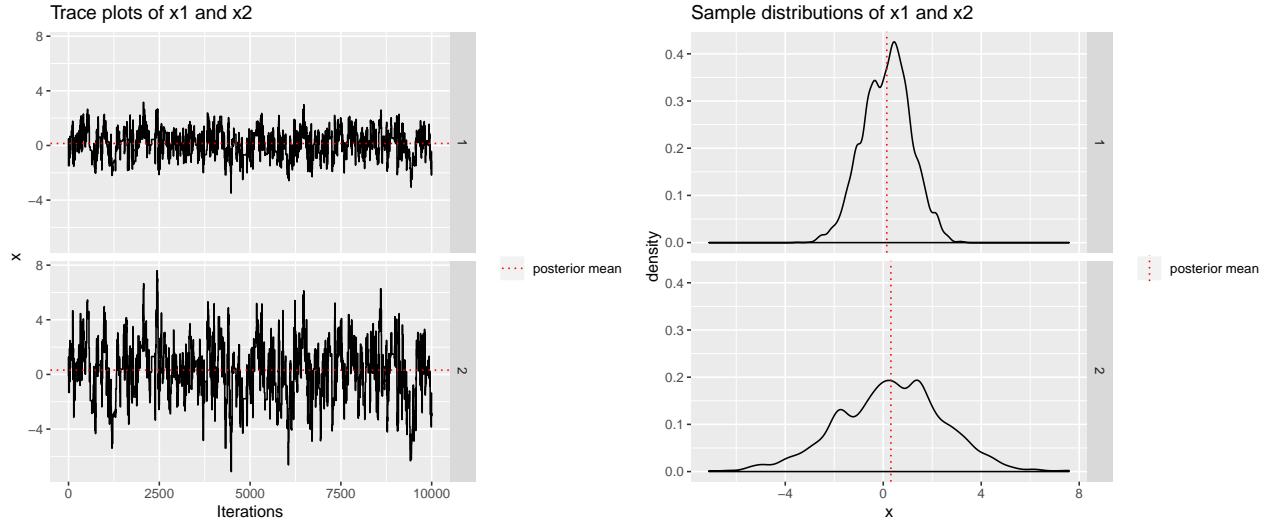 Trace plots of x1 and x2
8
4
0
−4
1
8
4
0
−4
2
x
0 2500 5000 7500 10000
Iterations
posterior mean
Sample distributions of x1 and x2
0.4
0.3
0.2
0.1
0.0
1
0.4
0.3
0.2
0.1
0.0
2
density
−4 0 4 8
x
posterior mean